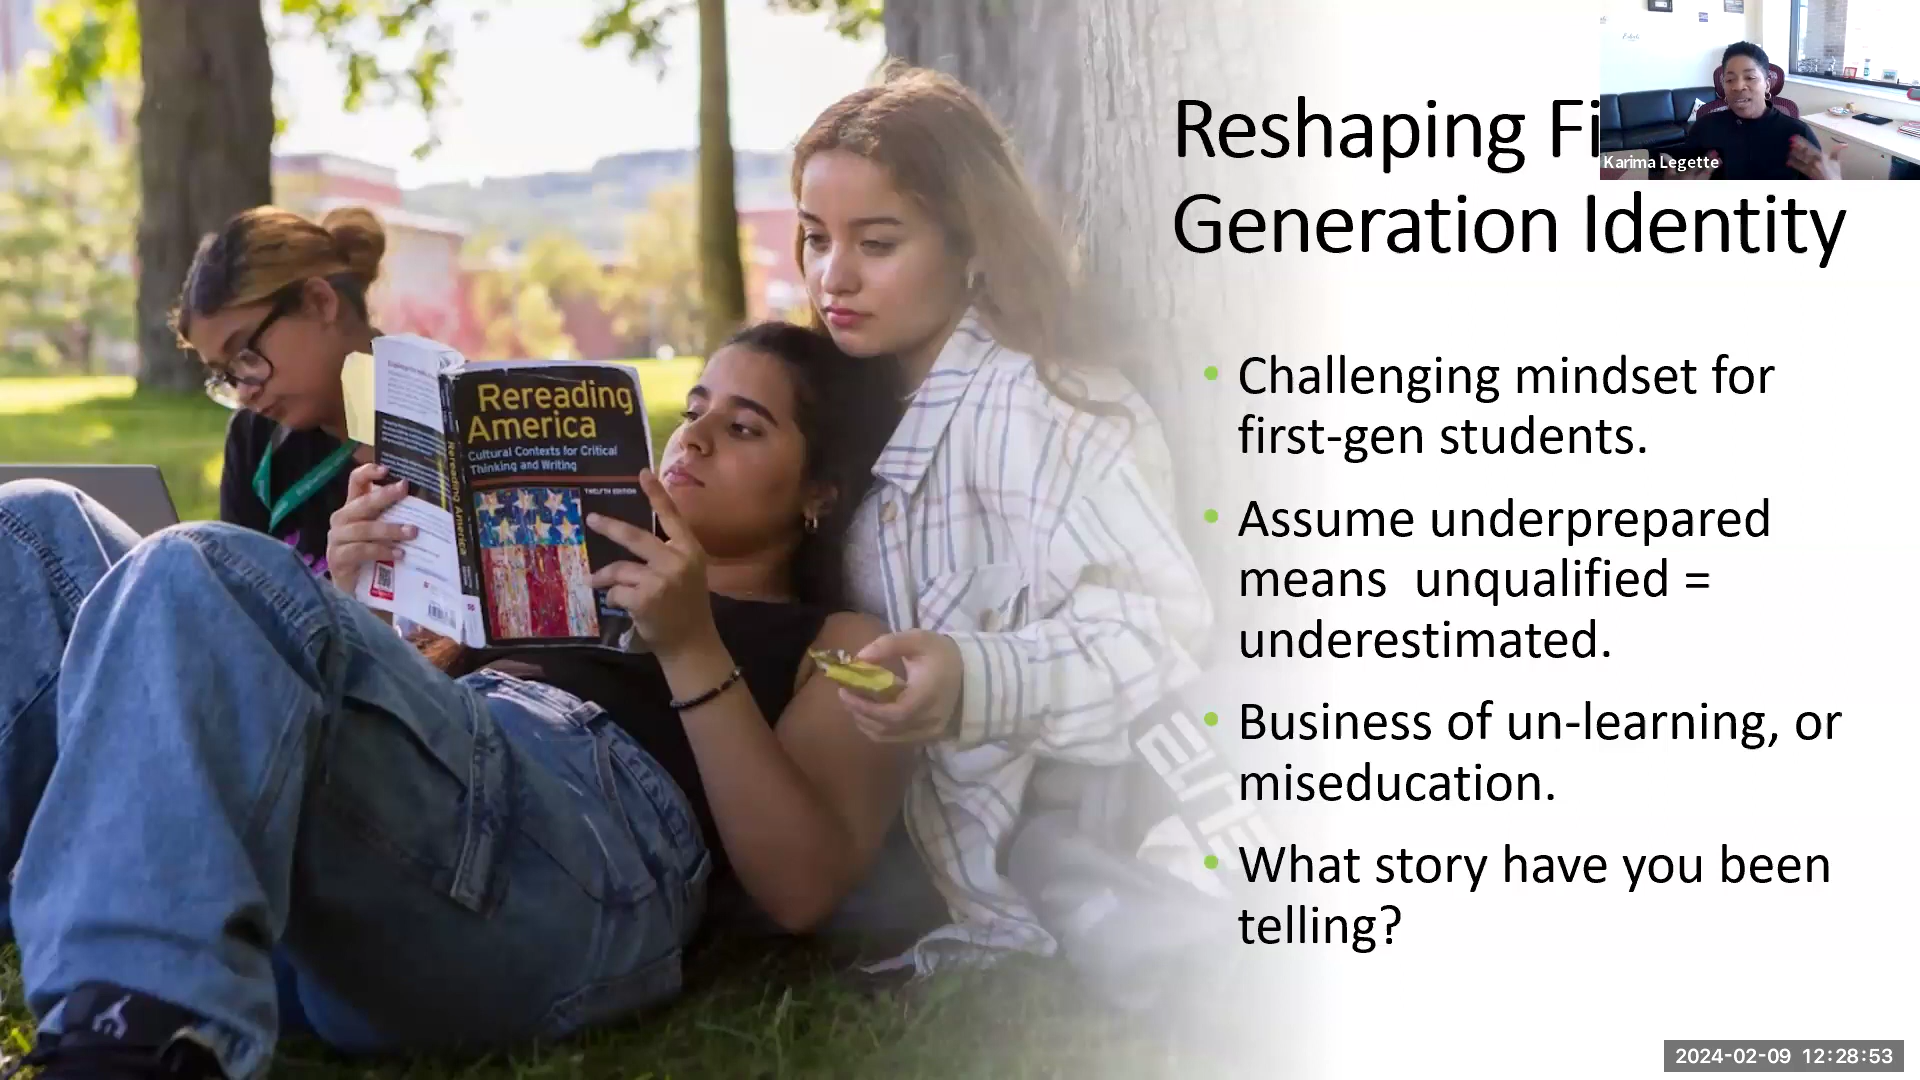 Reshaping Fi
Generation Identity
Karima Legette
• Challenging mindset for
first-gen students.
• Assume underprepared
means  unqualified =
underestimated.
• Business of un-learning, or
miseducation.
• What story have you been
telling?
Rereading
America
Cultural Contexts for Critical
Thinking and Writing
TWELFTH EDITION
Rereading America
2024-02-09 12:28:53